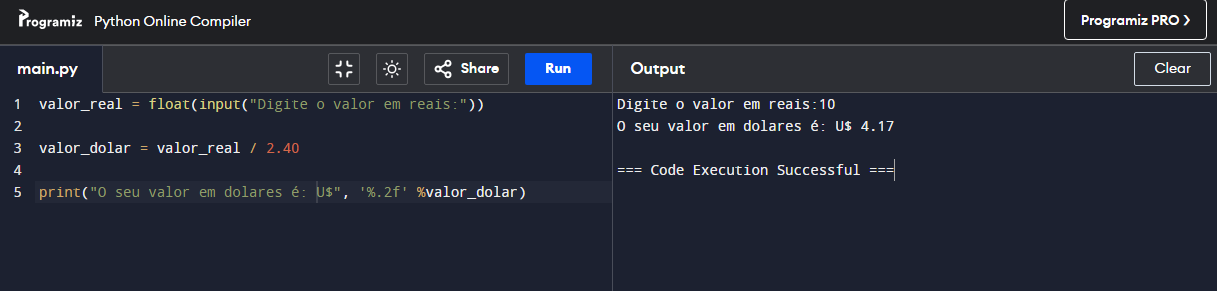 Programiz Python Online Compiler
Programiz PRO
main.py
Share
Run
Output
Clear
1 valor_real = float(input("Digite o valor em reais:"))
2
3 valor_dolar = valor_real / 2.40
4
5 print("O seu valor em dolares é: U$", '%.2f' %valor_dolar)
Digite o valor em reais:10
O seu valor em dolares é: U$ 4.17
=== Code Execution Successful ===